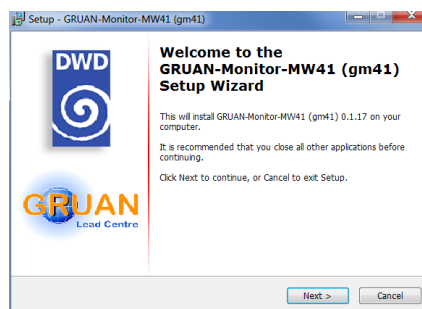 Setup - GRUAN-Monitor-MW41 (gm41)
DWD
Welcome to the
GRUAN-Monitor-MW41 (gm41)
Setup Wizard
This will install GRUAN-Monitor-MW41 (gm41) 0.1.17 on your
computer.
It is recommended that you close all other applications before
continuing.
Click Next to continue, or Cancel to exit Setup.
GRUAN
Lead Centre
Next >
Cancel